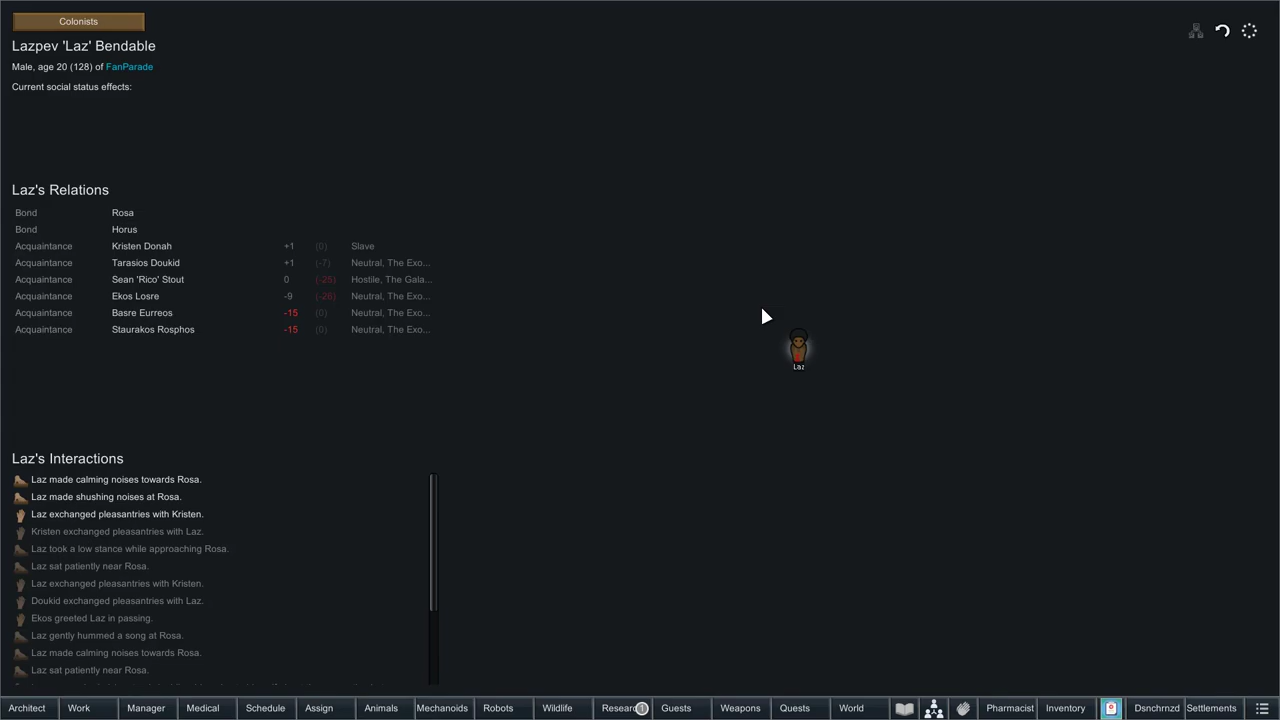 Colonists
Lazpev 'Laz' Bendable
Male, age 20 (128) of FanParade
Current social status effects:
Laz's Relations
Bond Rosa
Bond Horus
Acquaintance Kristen Donah +1 (0) Slave
Acquaintance Tarasios Doukid +1 (-7) Neutral, The Exo...
Acquaintance Sean 'Rico' Stout 0 (-25) Hostile, The Gala...
Acquaintance Ekos Losre -9 (-26) Neutral, The Exo...
Acquaintance Basre Eurreos -15 (0) Neutral, The Exo...
Acquaintance Staurakos Rosphos -15 (0) Neutral, The Exo...
Laz
Laz's Interactions
Laz made calming noises towards Rosa.
Laz made shushing noises at Rosa.
Laz exchanged pleasantries with Kristen.
Kristen exchanged pleasantries with Laz.
Laz took a low stance while approaching Rosa.
Laz sat patiently near Rosa.
Laz exchanged pleasantries with Kristen.
Doukid exchanged pleasantries with Laz.
Ekos greeted Laz in passing.
Laz gently hummed a song at Rosa.
Laz made calming noises towards Rosa.
Laz sat patiently near Rosa.
Architect Work Manager Medical Schedule Assign Animals Mechanoids Robots Wildlife Researc 1 Guests Weapons Quests World Pharmacist Inventory Dsnchrnzd Settlements